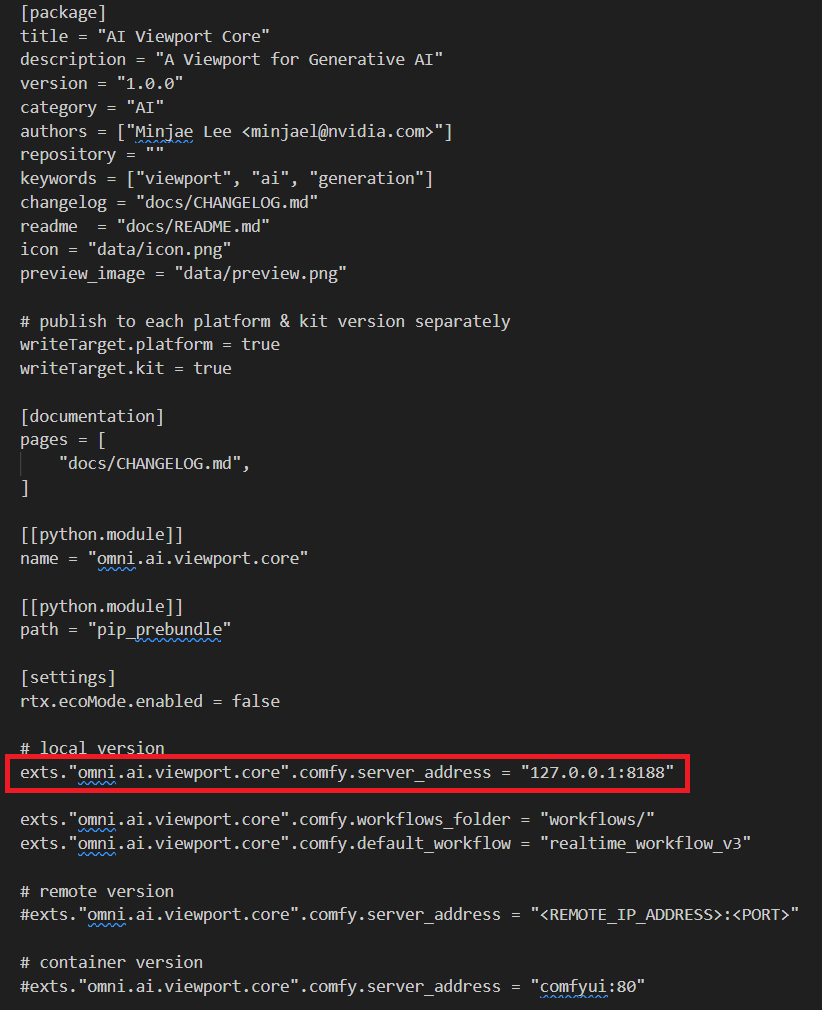 [package]
title = "AI Viewport Core"
description = "A Viewport for Generative AI"
version = "1.0.0"
category = "AI"
authors = ["Minjae Lee <minjael@nvidia.com>"]
repository = ""
keywords = ["viewport", "ai", "generation"]
changelog = "docs/CHANGELOG.md"
readme  = "docs/README.md"
icon = "data/icon.png"
preview_image = "data/preview.png"

# publish to each platform & kit version separately
writeTarget.platform = true
writeTarget.kit = true

[documentation]
pages = [
    "docs/CHANGELOG.md",
]

[[python.module]]
name = "omni.ai.viewport.core"

[[python.module]]
path = "pip_prebundle"

[settings]
rtx.ecoMode.enabled = false

# local version
exts."omni.ai.viewport.core".comfy.server_address = "127.0.0.1:8188"

exts."omni.ai.viewport.core".comfy.workflows_folder = "workflows/"
exts."omni.ai.viewport.core".comfy.default_workflow = "realtime_workflow_v3"

# remote version
#exts."omni.ai.viewport.core".comfy.server_address = "<REMOTE_IP_ADDRESS>:<PORT>"

# container version
#exts."omni.ai.viewport.core".comfy.server_address = "comfyui:80"